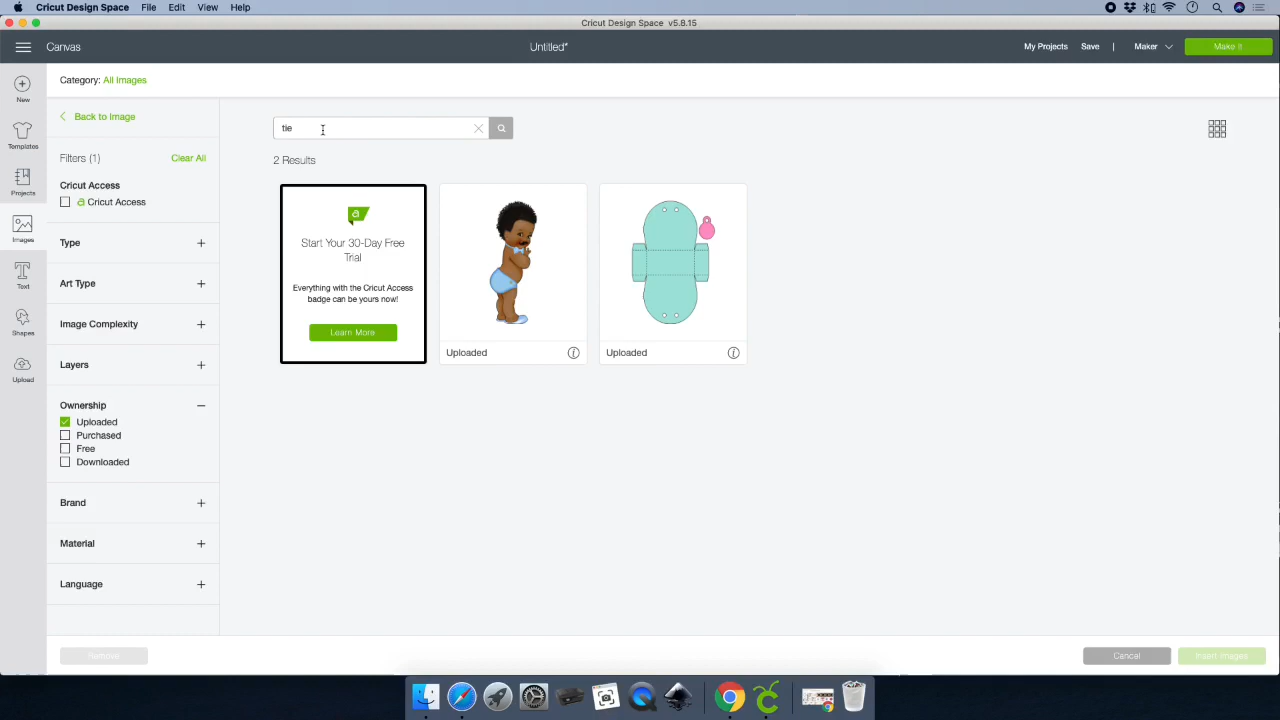 Cricut Design Space File Edit View Help
Cricut Design Space v5.8.15
Canvas
Untitled*
My Projects Save | Maker Make It
New
Templates
Projects
Images
Text
Shapes
Upload
Category: All Images
Back to Image
Filters (1) Clear All
Cricut Access
a Cricut Access
Type +
Art Type +
Image Complexity +
Layers +
Ownership −
Uploaded
Purchased
Free
Downloaded
Brand +
Material +
Language +
tie
2 Results
a
Start Your 30-Day Free
Trial
Everything with the Cricut Access
badge can be yours now!
Learn More
Uploaded
Uploaded
Remove
Cancel
Insert Images